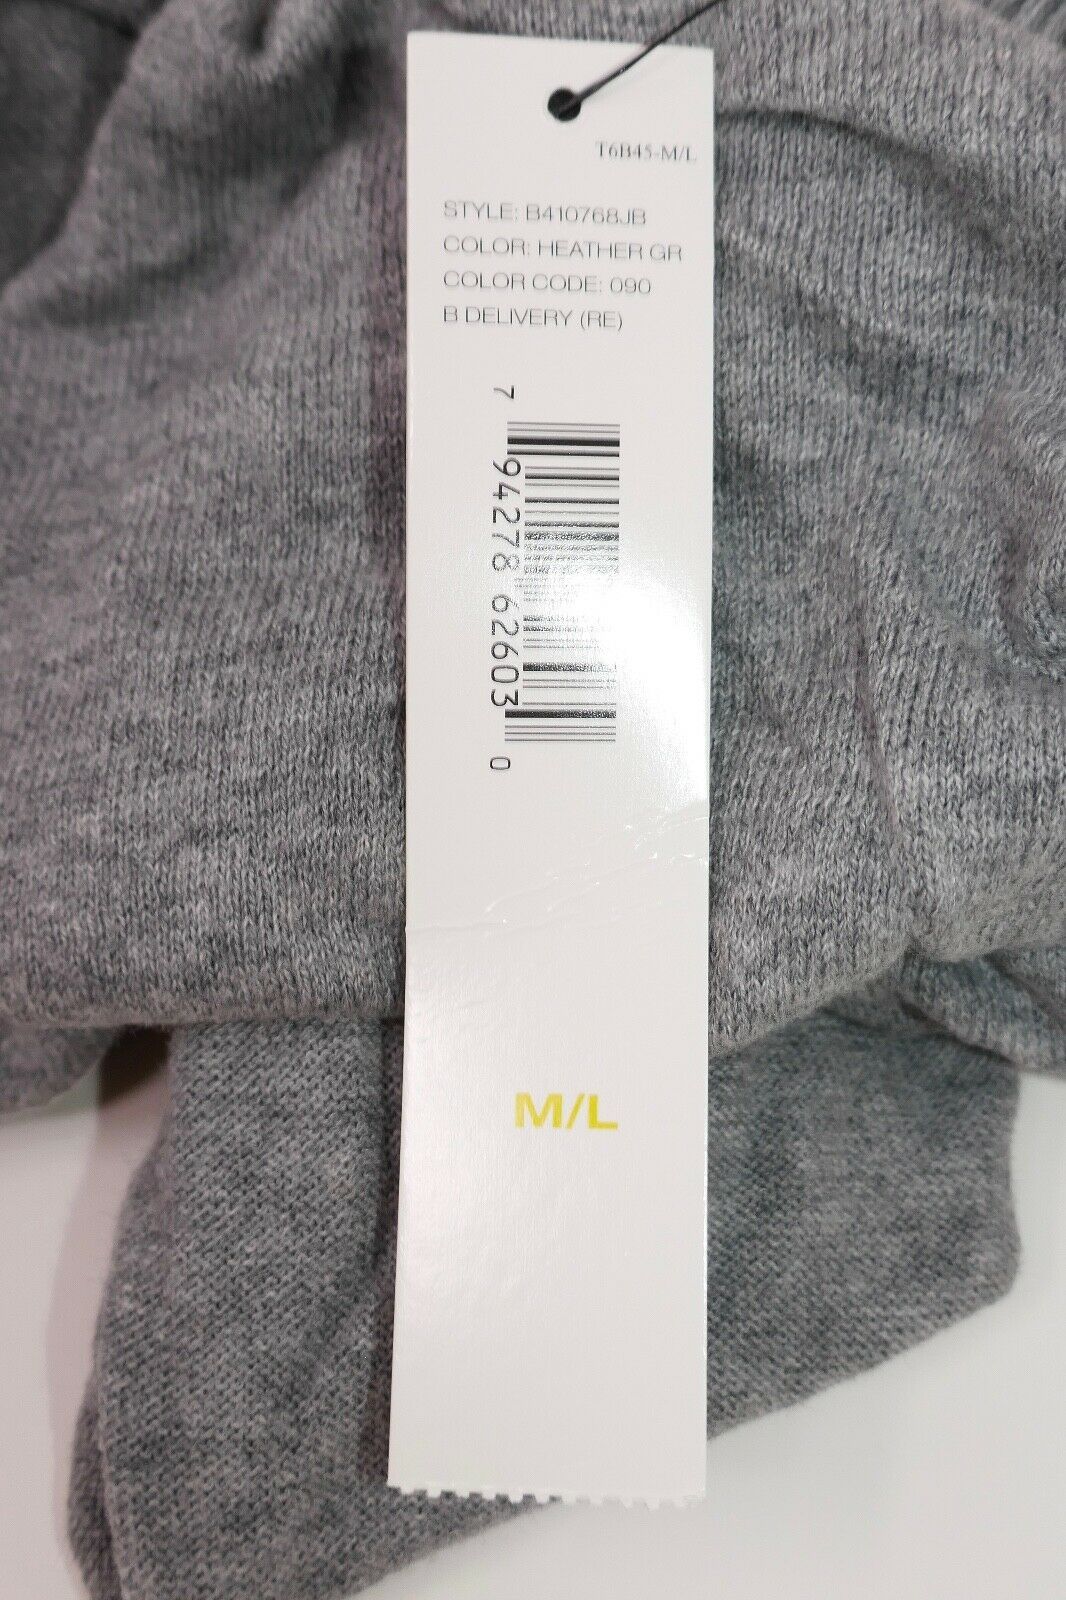 T6B45-M/L
STYLE: B410768JB
COLOR: HEATHER GR
COLOR CODE: 090
B DELIVERY (RE)
7 94278 62603 0
M/L